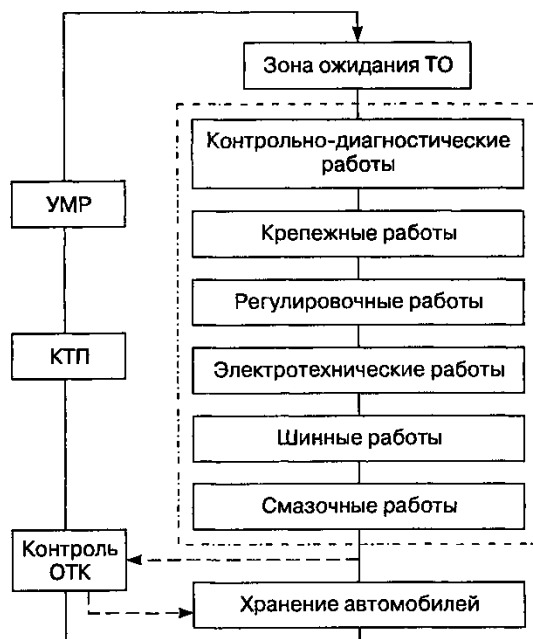 Зона ожидания ТО
Контрольно-диагностические
работы
УМР
Крепежные работы
Регулировочные работы
КТП
Электротехнические работы
Шинные работы
Смазочные работы
Контроль
ОТК
Хранение автомобилей